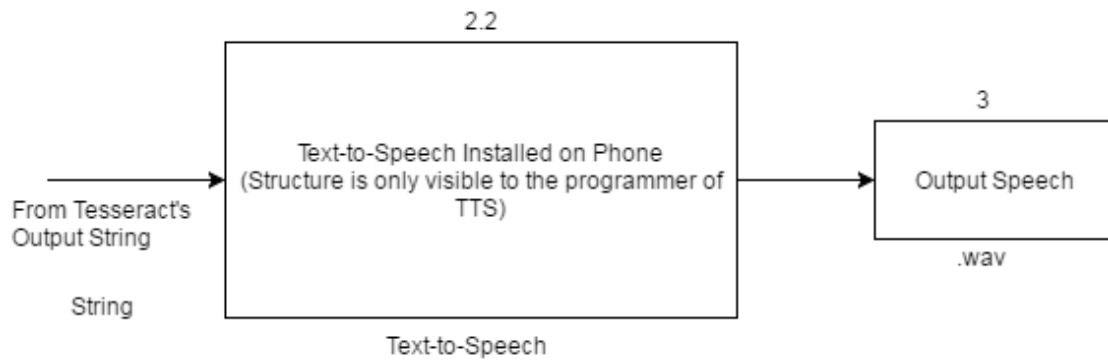 2.2
3
Text-to-Speech Installed on Phone
(Structure is only visible to the programmer of
TTS)
Output Speech
From Tesseract's
Output String
.wav
String
Text-to-Speech